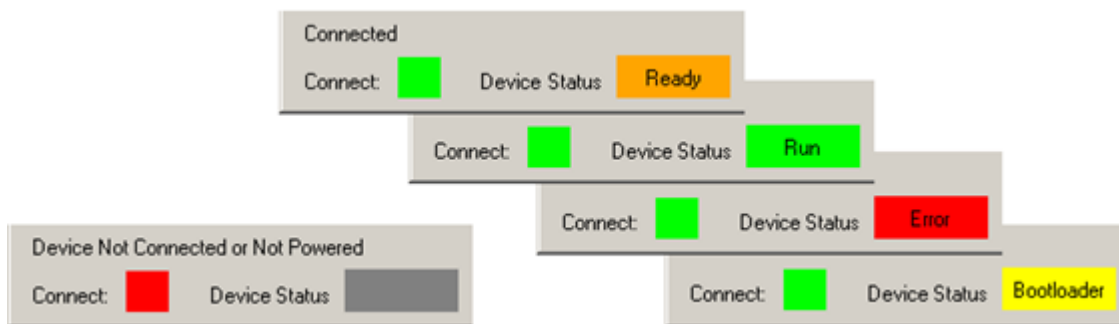 Connected
Connect: Device Status Ready
Connect: Device Status Run
Connect: Device Status Error
Device Not Connected or Not Powered
Connect: Device Status
Connect: Device Status Bootloader